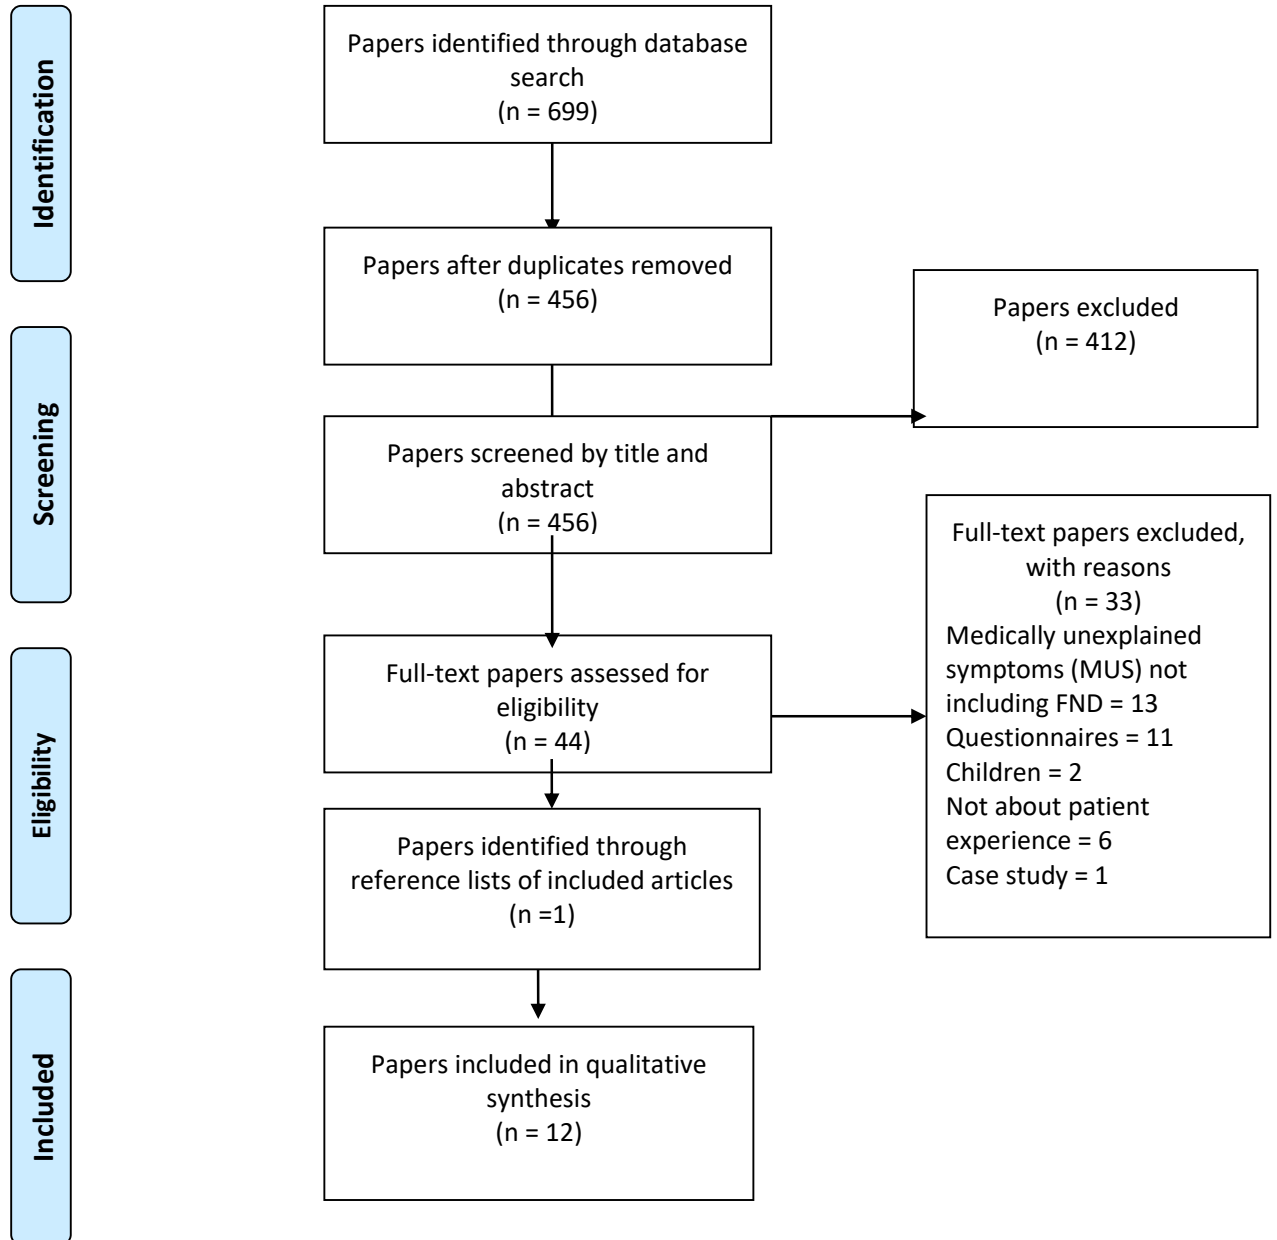 Identification
Papers identified through database
search
(n = 699)
Papers after duplicates removed
(n = 456)
Papers excluded
(n = 412)
Screening
Papers screened by title and
abstract
(n = 456)
Full-text papers excluded,
with reasons
(n = 33)
Medically unexplained
symptoms (MUS) not
including FND = 13
Questionnaires = 11
Children = 2
Not about patient
experience = 6
Case study = 1
Eligibility
Full-text papers assessed for
eligibility
(n = 44)
Papers identified through
reference lists of included articles
(n =1)
Included
Papers included in qualitative
synthesis
(n = 12)